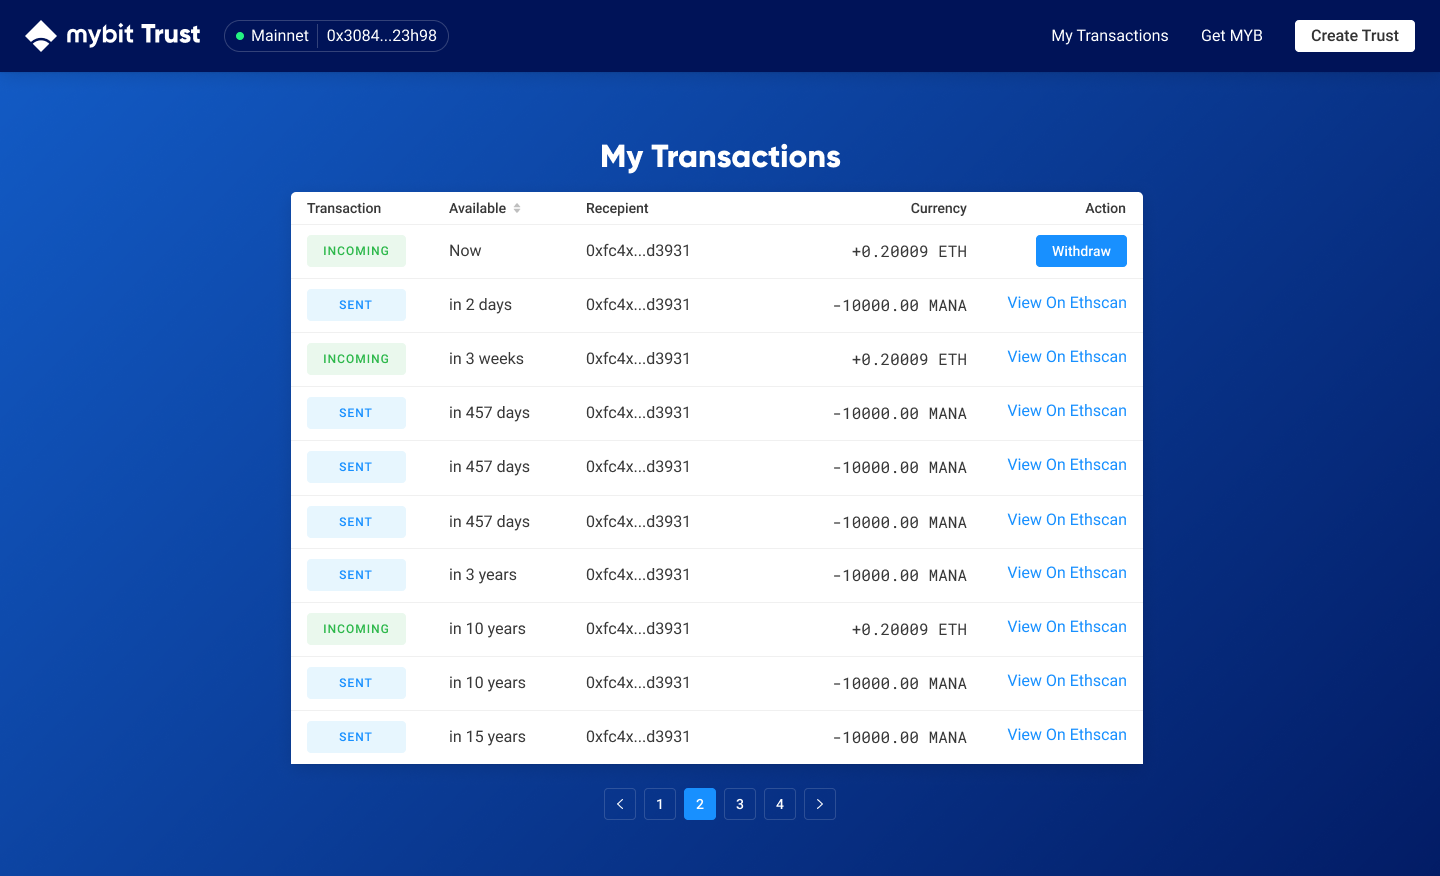 mybit Trust Mainnet 0x3084...23h98 My Transactions Get MYB Create Trust
My Transactions
Transaction Available Recepient Currency Action
INCOMING Now 0xfc4x...d3931 +0.20009 ETH Withdraw
SENT in 2 days 0xfc4x...d3931 -10000.00 MANA View On Ethscan
INCOMING in 3 weeks 0xfc4x...d3931 +0.20009 ETH View On Ethscan
SENT in 457 days 0xfc4x...d3931 -10000.00 MANA View On Ethscan
SENT in 457 days 0xfc4x...d3931 -10000.00 MANA View On Ethscan
SENT in 457 days 0xfc4x...d3931 -10000.00 MANA View On Ethscan
SENT in 3 years 0xfc4x...d3931 -10000.00 MANA View On Ethscan
INCOMING in 10 years 0xfc4x...d3931 +0.20009 ETH View On Ethscan
SENT in 10 years 0xfc4x...d3931 -10000.00 MANA View On Ethscan
SENT in 15 years 0xfc4x...d3931 -10000.00 MANA View On Ethscan
1 2 3 4